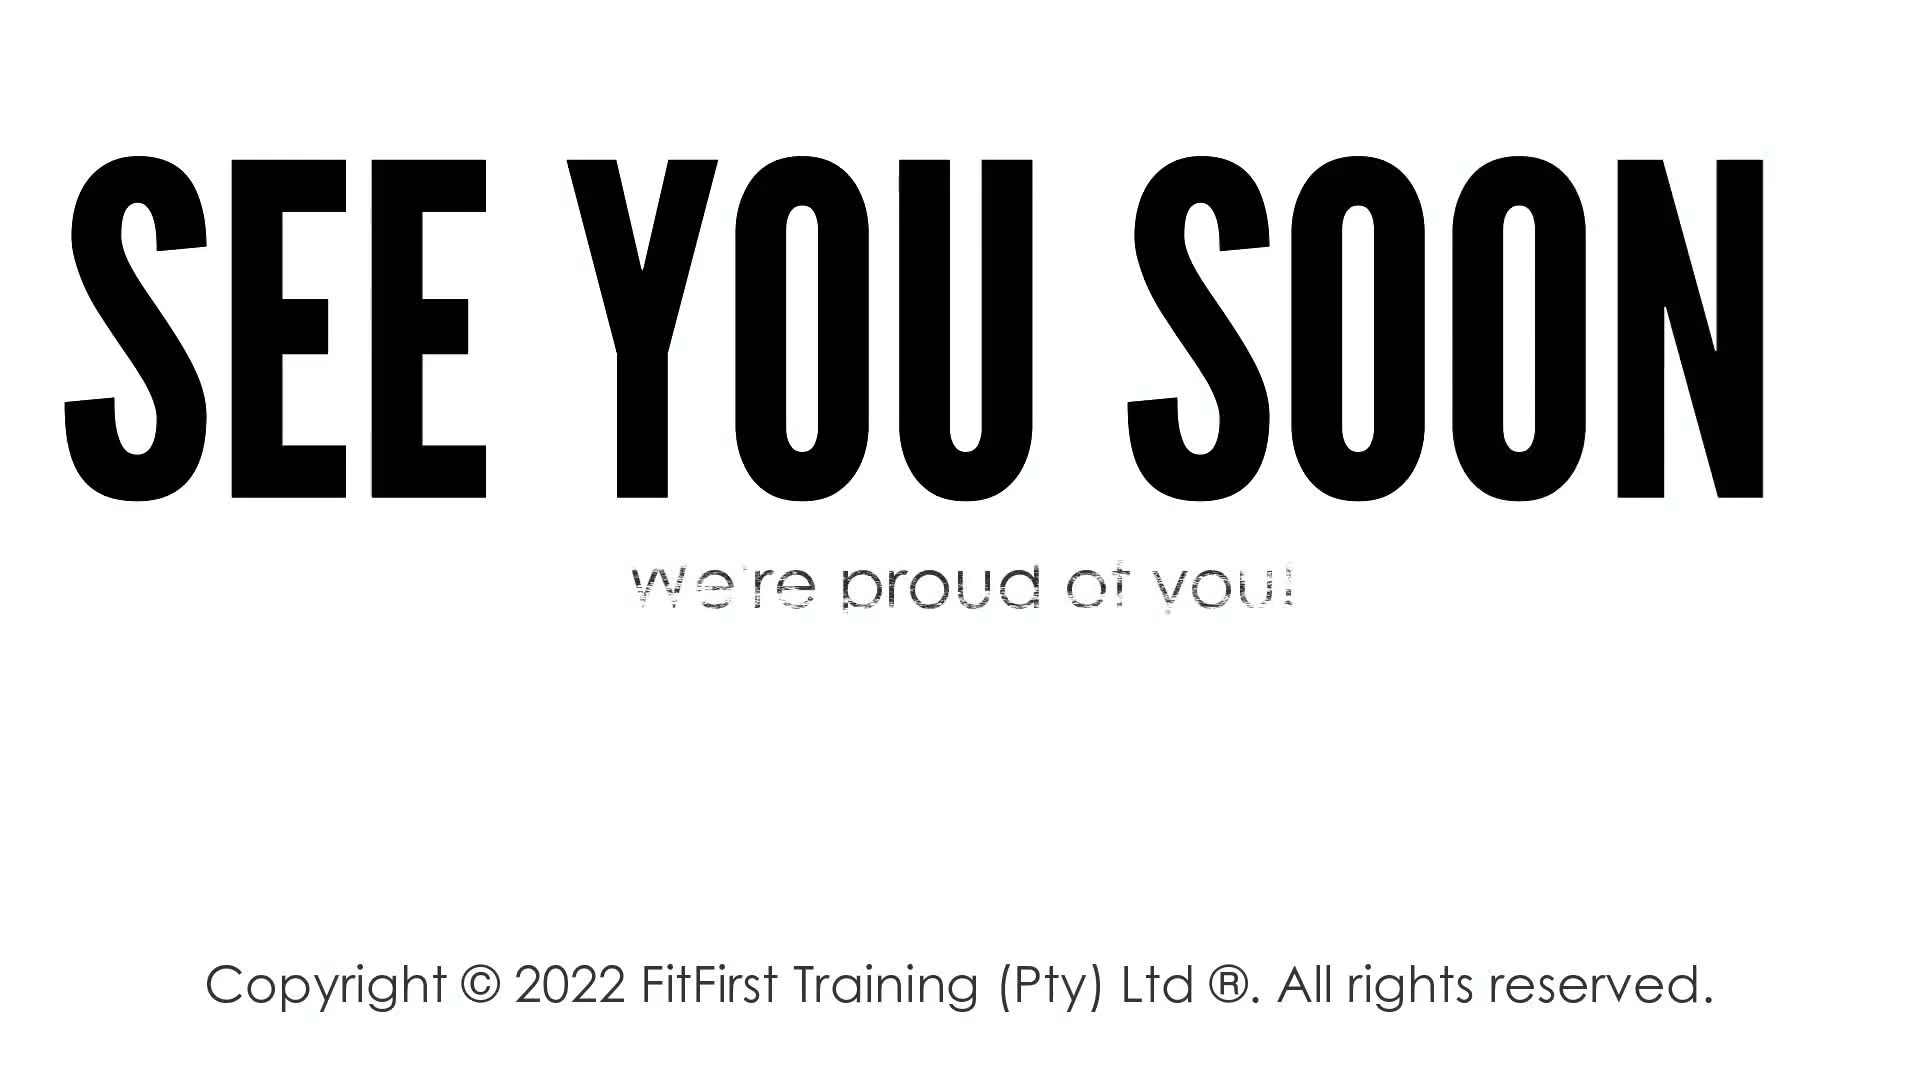 SEE YOU SOON
We're proud of you!
Copyright © 2022 FitFirst Training (Pty) Ltd ®. All rights reserved.